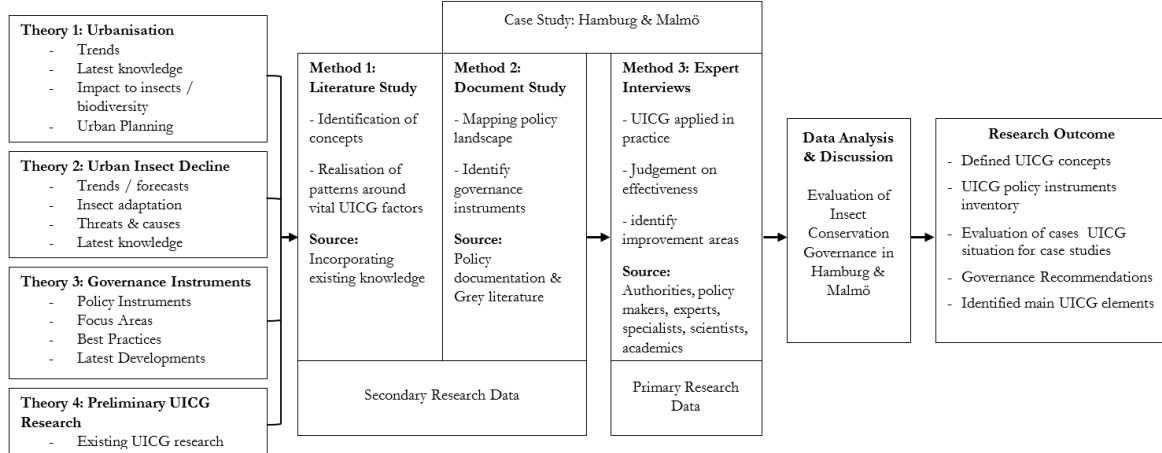 Theory 1: Urbanisation
- Trends
- Latest knowledge
- Impact to insects /
biodiversity
- Urban Planning
Theory 2: Urban Insect Decline
- Trends / forecasts
- Insect adaptation
- Threats & causes
- Latest knowledge
Theory 3: Governance Instruments
- Policy Instruments
- Focus Areas
- Best Practices
- Latest Developments
Theory 4: Preliminary UICG
Research
- Existing UICG research
Case Study: Hamburg & Malmö
Method 1:
Literature Study
- Identification of
concepts
- Realisation of
patterns around
vital UICG factors
Source:
Incorporating
existing knowledge
Method 2:
Document Study
- Mapping policy
landscape
- Identify
governance
instruments
Source:
Policy
documentation &
Grey literature
Secondary Research Data
Method 3: Expert
Interviews
- UICG applied in
practice
- Judgement on
effectiveness
- identify
improvement areas
Source:
Authorities, policy
makers, experts,
specialists, scientists,
academics
Primary Research
Data
Data Analysis
& Discussion
Evaluation of
Insect
Conservation
Governance in
Hamburg &
Malmö
Research Outcome
- Defined UICG concepts
- UICG policy instruments
inventory
- Evaluation of cases UICG
situation for case studies
- Governance Recommendations
- Identified main UICG elements